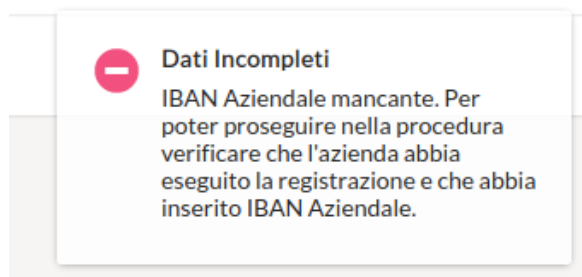 Dati Incompleti
IBAN Aziendale mancante. Per
poter proseguire nella procedura
verificare che l'azienda abbia
eseguito la registrazione e che abbia
inserito IBAN Aziendale.